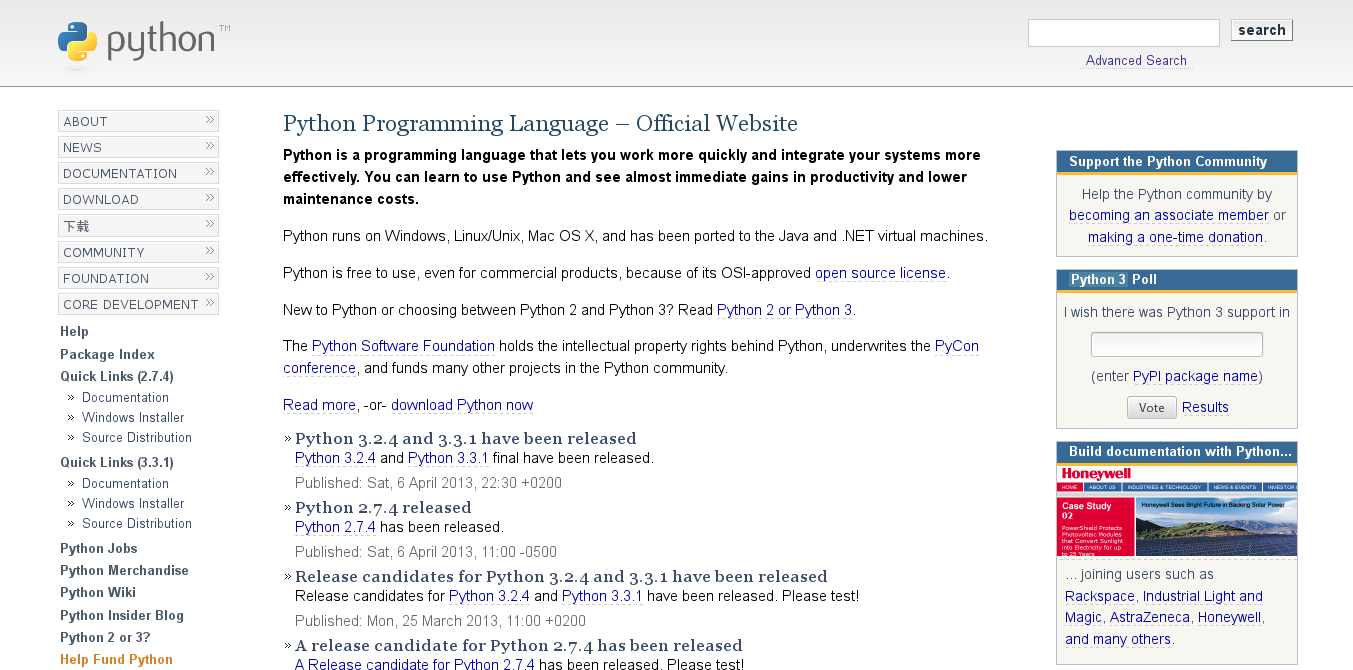 python™
search
Advanced Search
ABOUT
NEWS
DOCUMENTATION
DOWNLOAD
下载
COMMUNITY
FOUNDATION
CORE DEVELOPMENT
Help
Package Index
Quick Links (2.7.4)
» Documentation
» Windows Installer
» Source Distribution
Quick Links (3.3.1)
» Documentation
» Windows Installer
» Source Distribution
Python Jobs
Python Merchandise
Python Wiki
Python Insider Blog
Python 2 or 3?
Help Fund Python
Python Programming Language – Official Website
Python is a programming language that lets you work more quickly and integrate your systems more
effectively. You can learn to use Python and see almost immediate gains in productivity and lower
maintenance costs.
Python runs on Windows, Linux/Unix, Mac OS X, and has been ported to the Java and .NET virtual machines.
Python is free to use, even for commercial products, because of its OSI-approved open source license.
New to Python or choosing between Python 2 and Python 3? Read Python 2 or Python 3.
The Python Software Foundation holds the intellectual property rights behind Python, underwrites the PyCon
conference, and funds many other projects in the Python community.
Read more, -or- download Python now
» Python 3.2.4 and 3.3.1 have been released
Python 3.2.4 and Python 3.3.1 final have been released.
Published: Sat, 6 April 2013, 22:30 +0200
» Python 2.7.4 released
Python 2.7.4 has been released.
Published: Sat, 6 April 2013, 11:00 -0500
» Release candidates for Python 3.2.4 and 3.3.1 have been released
Release candidates for Python 3.2.4 and Python 3.3.1 have been released. Please test!
Published: Mon, 25 March 2013, 11:00 +0200
» A release candidate for Python 2.7.4 has been released
A Release candidate for Python 2.7.4 has been released. Please test!
Support the Python Community
Help the Python community by
becoming an associate member or
making a one-time donation.
Python 3 Poll
I wish there was Python 3 support in
(enter PyPI package name)
Vote Results
Build documentation with Python...
Honeywell
HOME ABOUT US INDUSTRIES & TECHNOLOGY NEWS & EVENTS INVESTOR
Case Study
02
PowerShield Protects
Photovoltaic Modules
that Convert Sunlight
into Electricity for up
to 25 Years
Honeywell Sees Bright Future in Backing Solar Power
... joining users such as
Rackspace, Industrial Light and
Magic, AstraZeneca, Honeywell,
and many others.